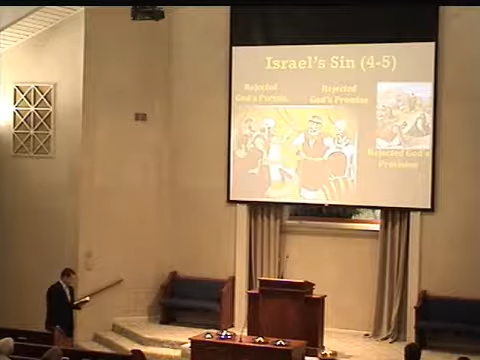 Israel's Sin (4-5)
Rejected
God's Person
Rejected
God's Promise
Rejected God's
Provision